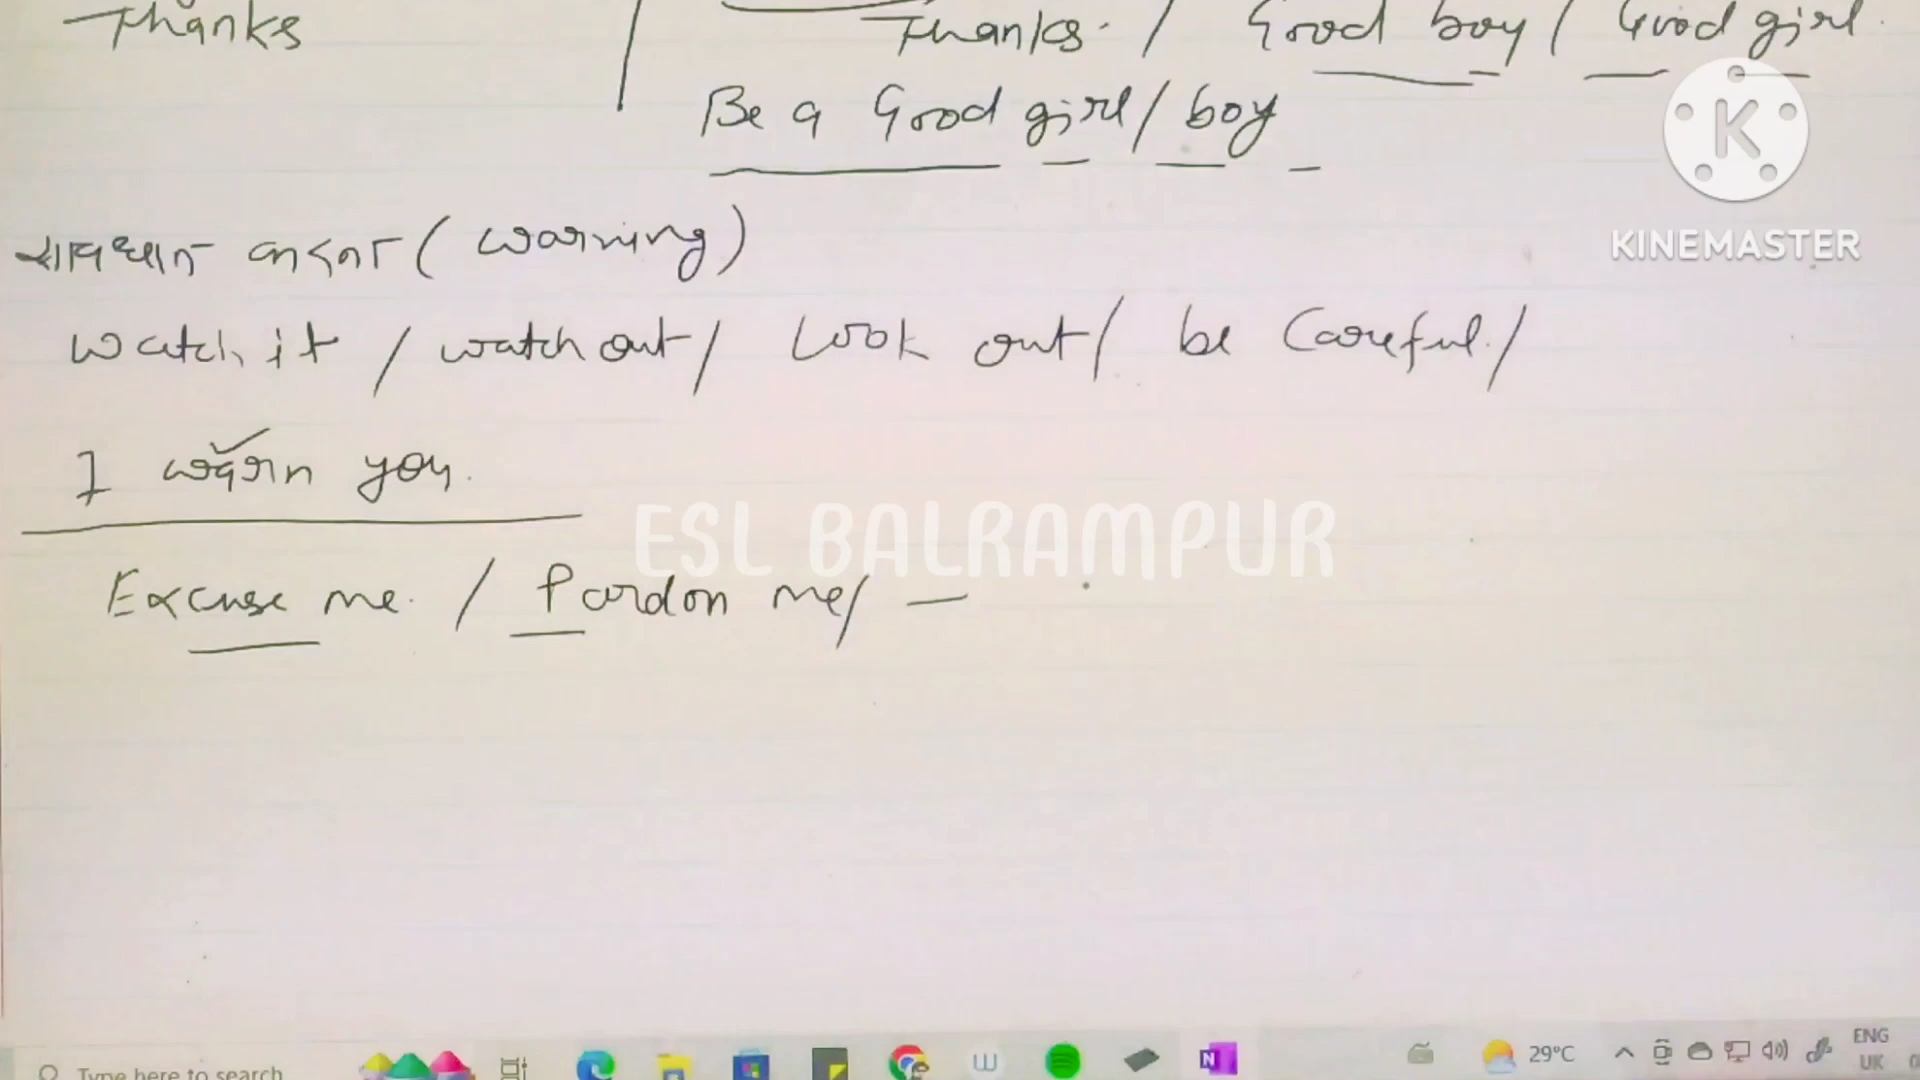 Thanks / Thanks. / Good boy / Good girl.
Be a Good girl / boy
KINEMASTER
सावधान करना (warning)
watch it / watch out / Look out / be Careful. /
I warn you.
ESL BALRAMPUR
Excuse me. / Pardon me / —
Type here to search
29°C
ENG
UK